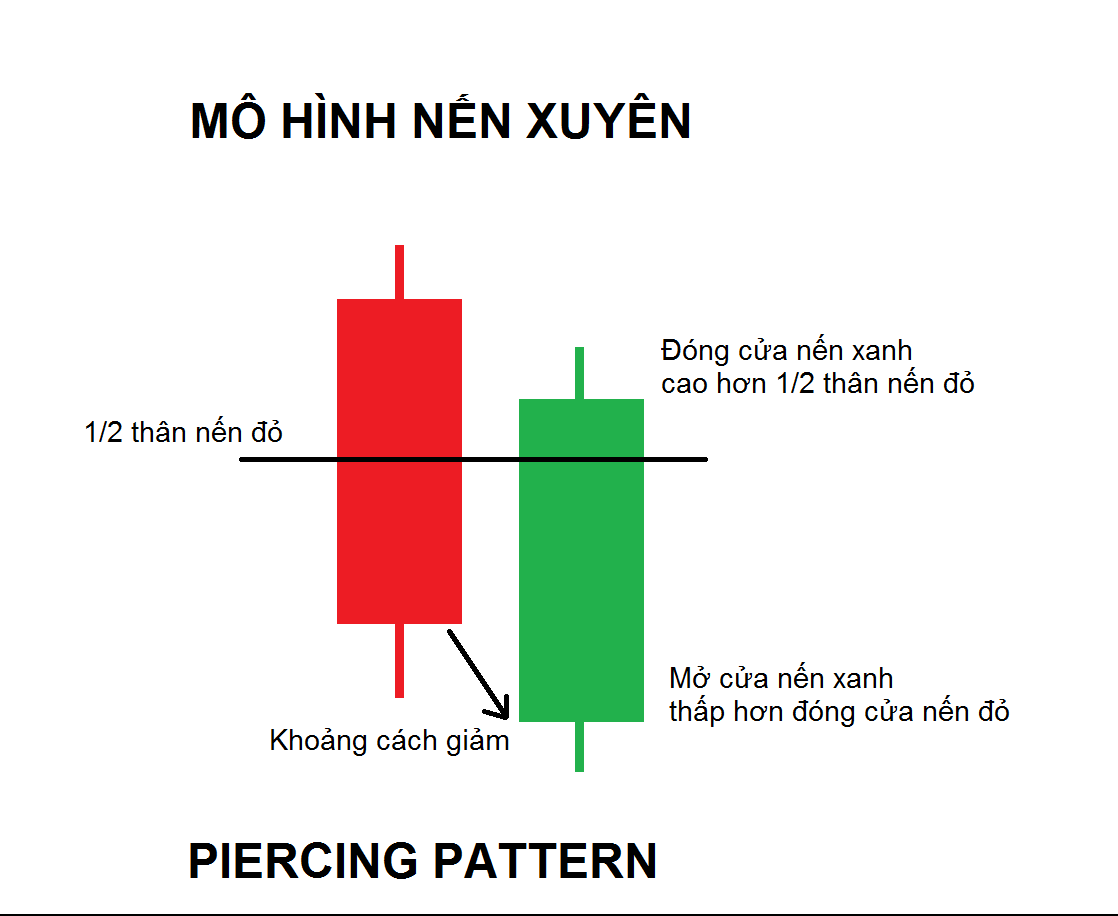 MÔ HÌNH NẾN XUYÊN
Đóng cửa nến xanh
cao hơn 1/2 thân nến đỏ
1/2 thân nến đỏ
Mở cửa nến xanh
thấp hơn đóng cửa nến đỏ
Khoảng cách giảm
PIERCING PATTERN